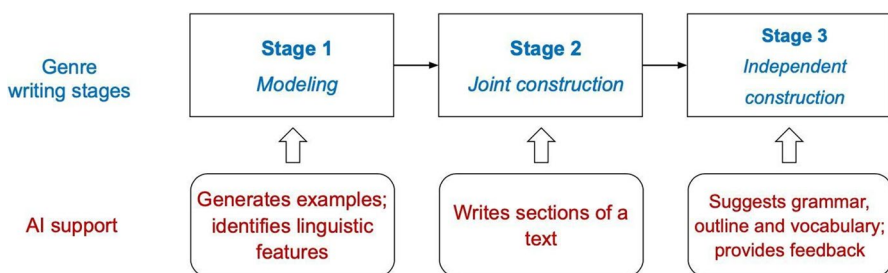 Genre
writing stages
Stage 1
Modeling
Stage 2
Joint construction
Stage 3
Independent
construction
AI support
Generates examples;
identifies linguistic
features
Writes sections of a
text
Suggests grammar,
outline and vocabulary;
provides feedback